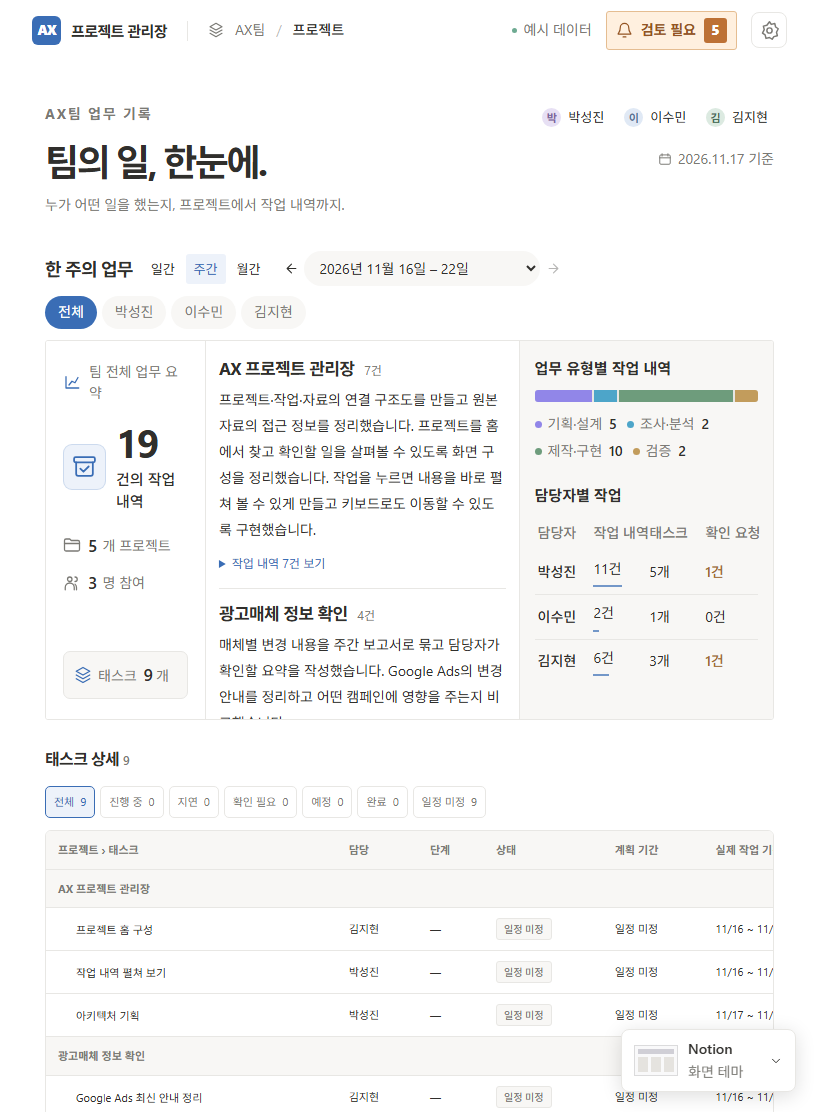 AX 프로젝트 관리장 AX팀 / 프로젝트 예시 데이터 검토 필요 5
AX팀 업무 기록
박 박성진 이 이수민 김 김지현
팀의 일, 한눈에.
2026.11.17 기준
누가 어떤 일을 했는지, 프로젝트에서 작업 내역까지.
한 주의 업무 일간 주간 월간 ← 2026년 11월 16일 – 22일 →
전체 박성진 이수민 김지현
팀 전체 업무 요
약
19
건의 작업
내역
5 개 프로젝트
3 명 참여
태스크 9 개
AX 프로젝트 관리장 7건
프로젝트·작업·자료의 연결 구조도를 만들고 원본
자료의 접근 정보를 정리했습니다. 프로젝트를 홈
에서 찾고 확인할 일을 살펴볼 수 있도록 화면 구
성을 정리했습니다. 작업을 누르면 내용을 바로 펼
쳐 볼 수 있게 만들고 키보드로도 이동할 수 있도
록 구현했습니다.
▶ 작업 내역 7건 보기
광고매체 정보 확인 4건
매체별 변경 내용을 주간 보고서로 묶고 담당자가
확인할 요약을 작성했습니다. Google Ads의 변경
안내를 정리하고 어떤 캠페인에 영향을 주는지 비
업무 유형별 작업 내역
기획·설계 5 조사·분석 2
제작·구현 10 검증 2
담당자별 작업
담당자 작업 내역 태스크 확인 요청
박성진 11건 5개 1건
이수민 2건 1개 0건
김지현 6건 3개 1건
태스크 상세 9
전체 9 진행 중 0 지연 0 확인 필요 0 예정 0 완료 0 일정 미정 9
프로젝트 › 태스크 담당 단계 상태 계획 기간 실제 작업 기
AX 프로젝트 관리장
프로젝트 홈 구성 김지현 — 일정 미정 일정 미정 11/16 ~ 11/
작업 내역 펼쳐 보기 박성진 — 일정 미정 일정 미정 11/16 ~ 11/
아키텍처 기획 박성진 — 일정 미정 일정 미정 11/17 ~ 11/
광고매체 정보 확인
Google Ads 최신 안내 정리 김지현 — 일정 미정 일정 미정 11/16 ~ 11/
Notion
화면 테마